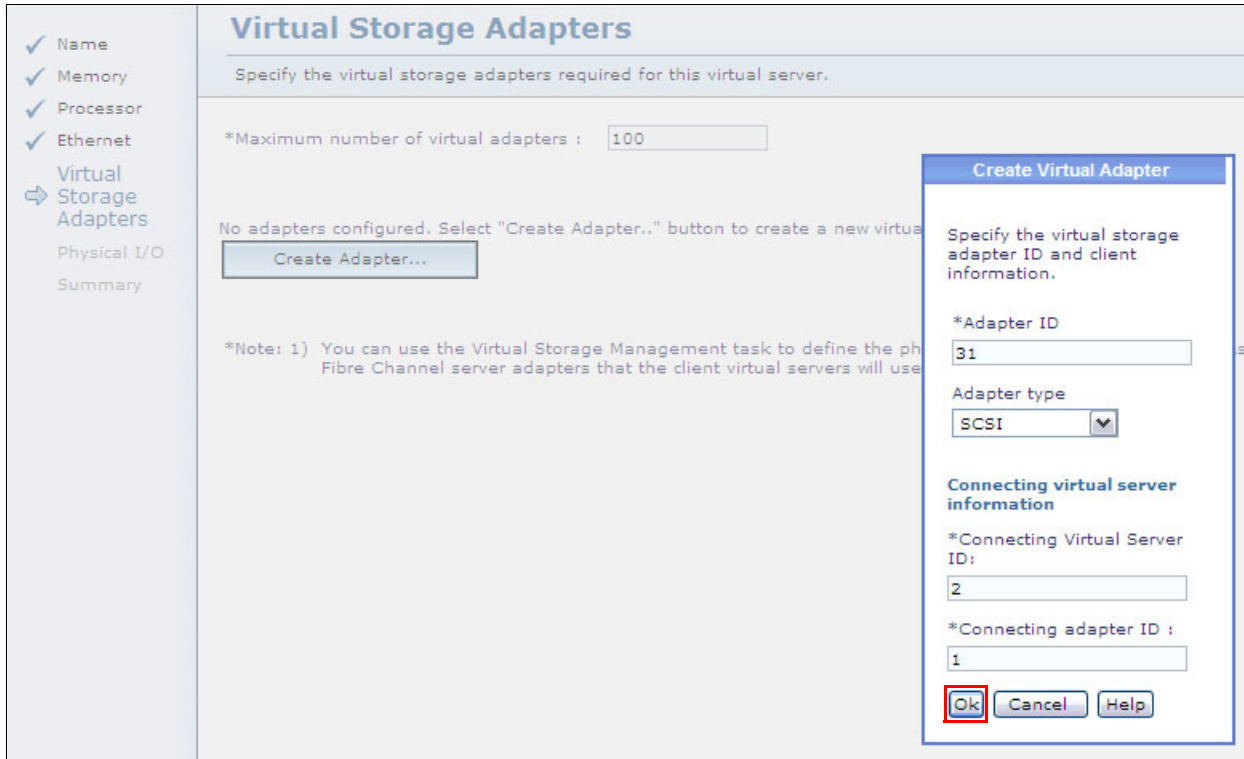 Name
Memory
Processor
Ethernet
Virtual
Storage
Adapters
Physical I/O
Summary
Virtual Storage Adapters
Specify the virtual storage adapters required for this virtual server.
*Maximum number of virtual adapters : 100
No adapters configured. Select "Create Adapter.." button to create a new
Create Adapter...
*Note: 1) You can use the Virtual Storage Management task to define the
Fibre Channel server adapters that the client virtual servers will use
Create Virtual Adapter
Specify the virtual storage
adapter ID and client
information.
*Adapter ID
31
Adapter type
SCSI
Connecting virtual server
information
*Connecting Virtual Server
ID:
2
*Connecting adapter ID :
1
Ok Cancel Help